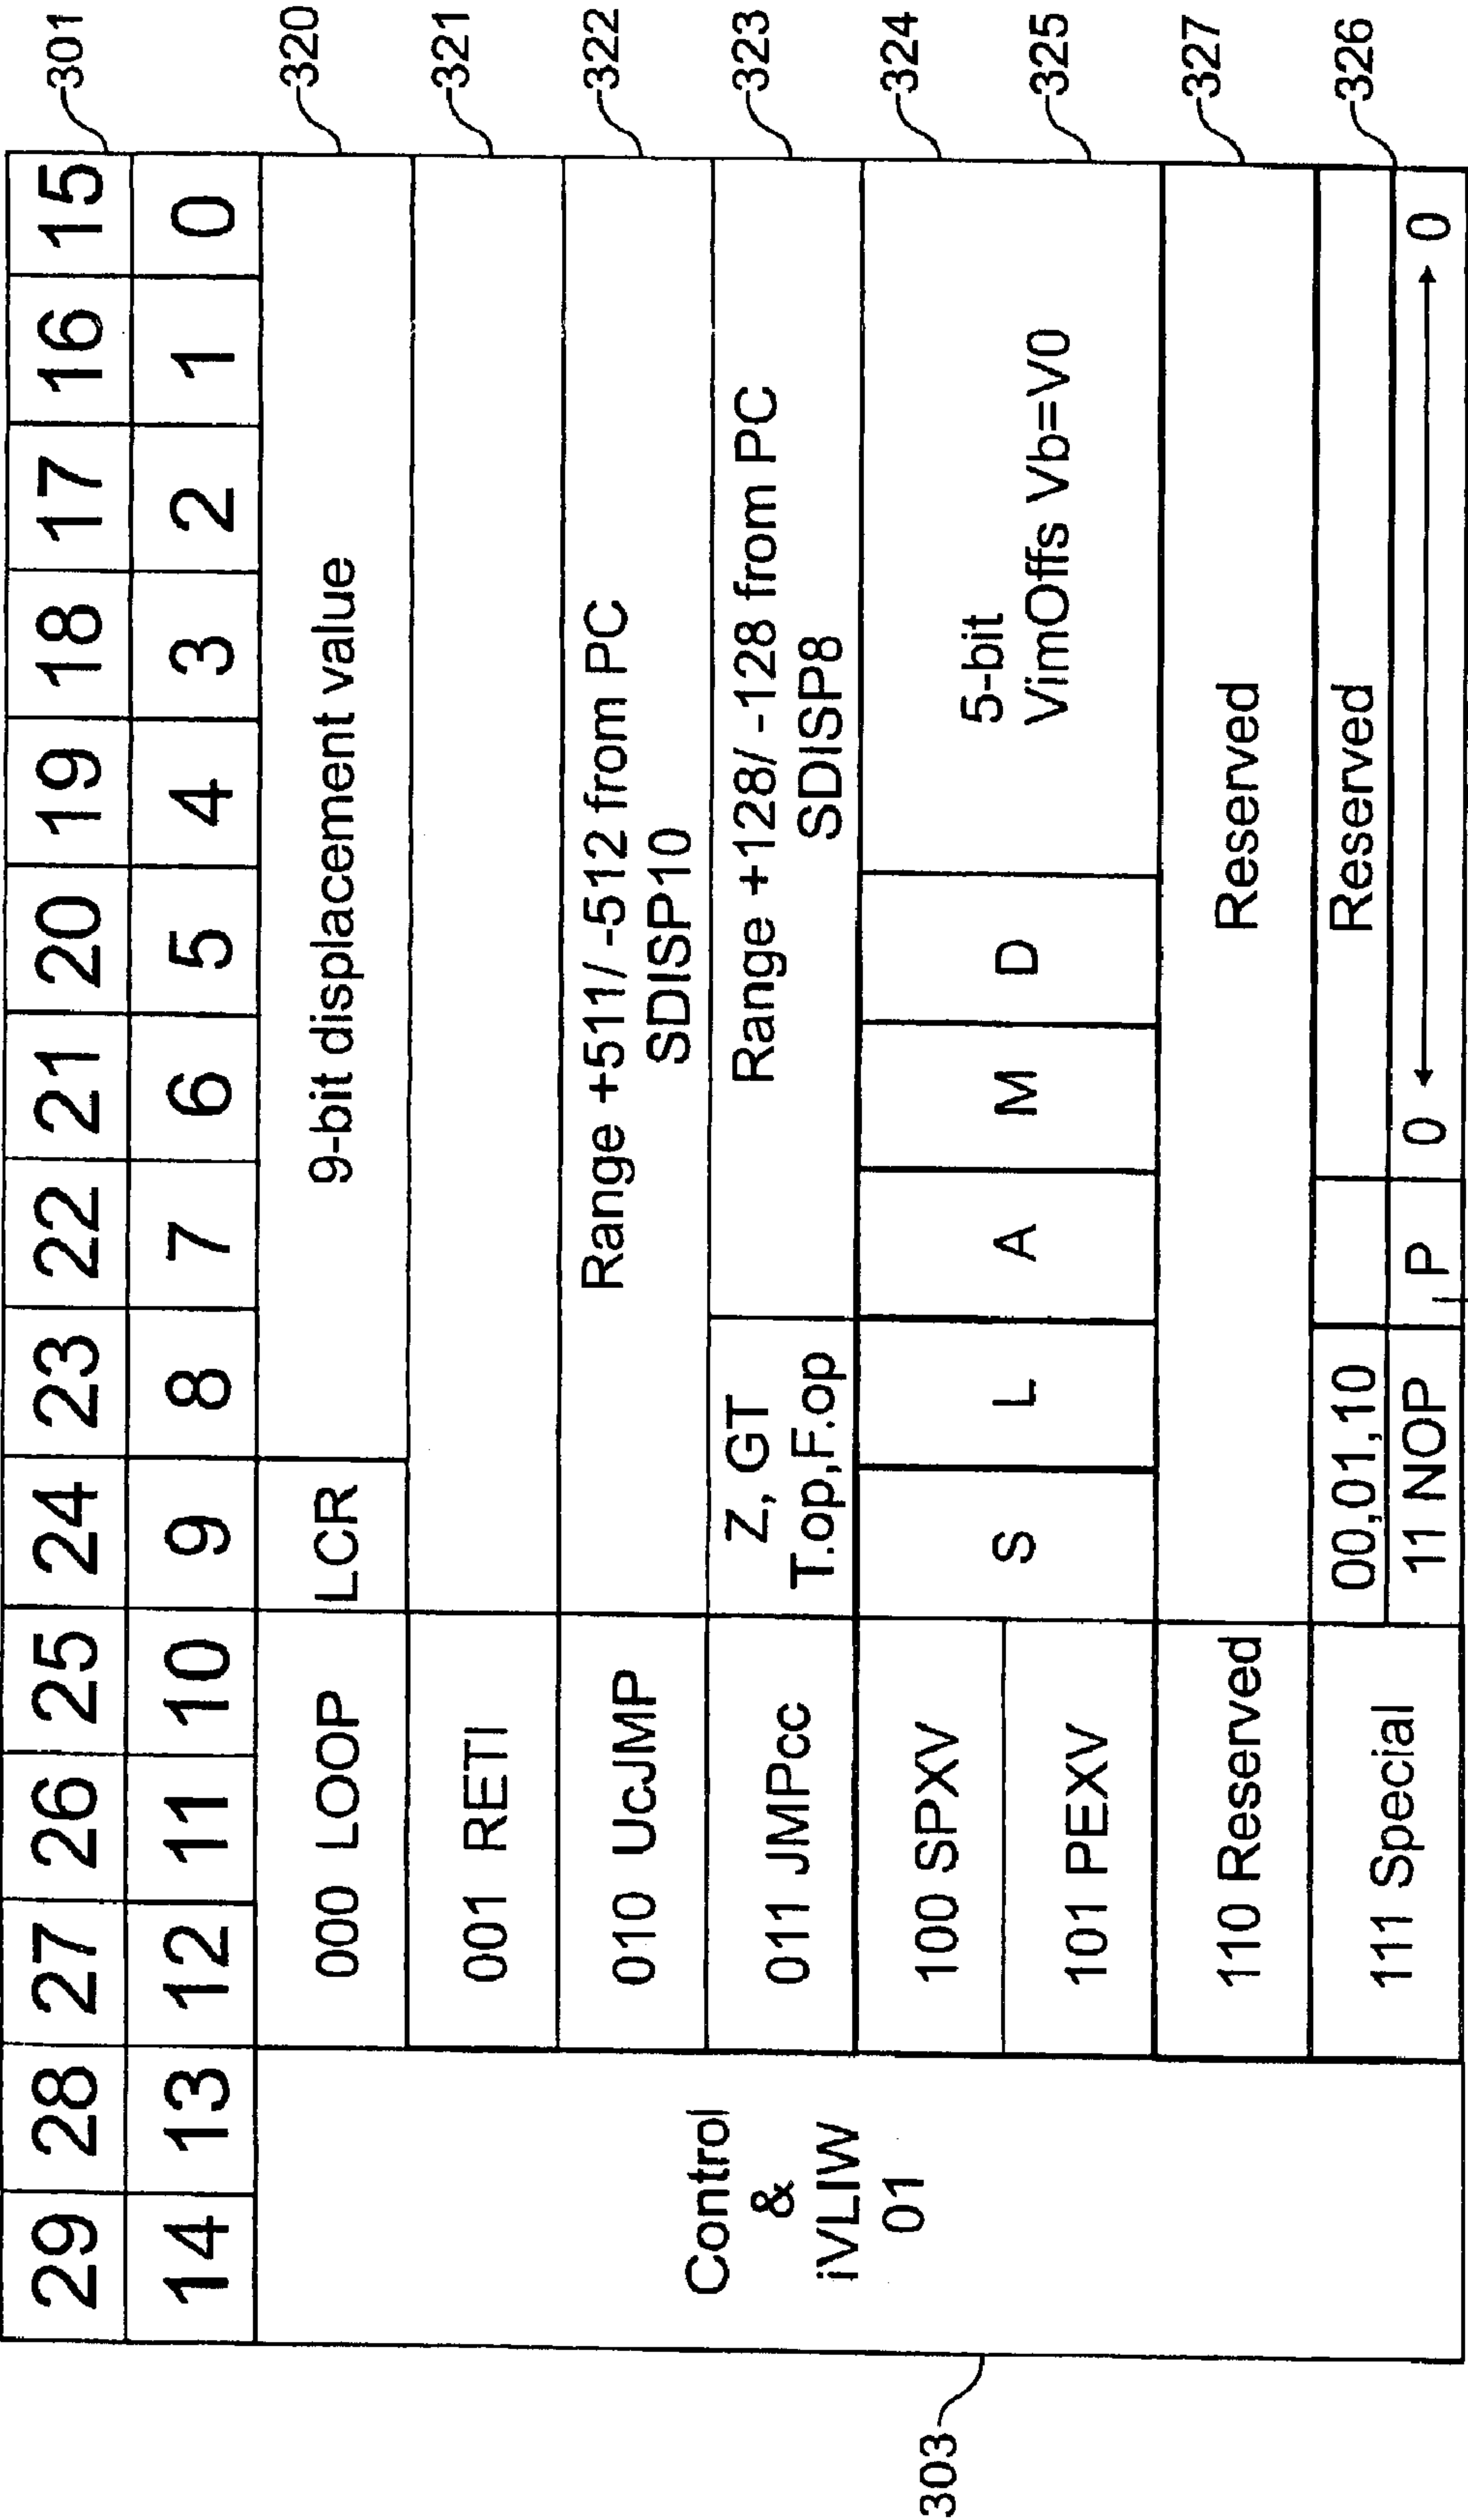 29 28 27 26 25 24 23 22 21 20 19 18 17 16 15 301
14 13 12 11 10 9 8 7 6 5 4 3 2 1 0
303
Control
&
iVLIW
01
000 LOOP LCR 9-bit displacement value 320
001 RETI 321
010 UcJMP Range +511/ -512 from PC 322
SDISP10
011 JMPcc Z, GT Range +128/ -128 from PC 323
T.op,F.op SDISP8
100 SPXV 324
101 PEXV 325
S L A M D 5-bit
VimOffs Vb=V0
110 Reserved Reserved 327
111 Special 00,01,10 Reserved 326
11 NOP P 0 0